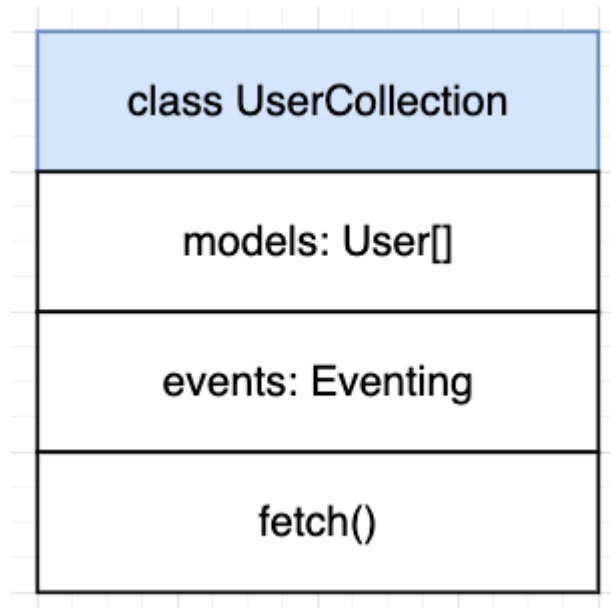 class UserCollection
models: User[]
events: Eventing
fetch()